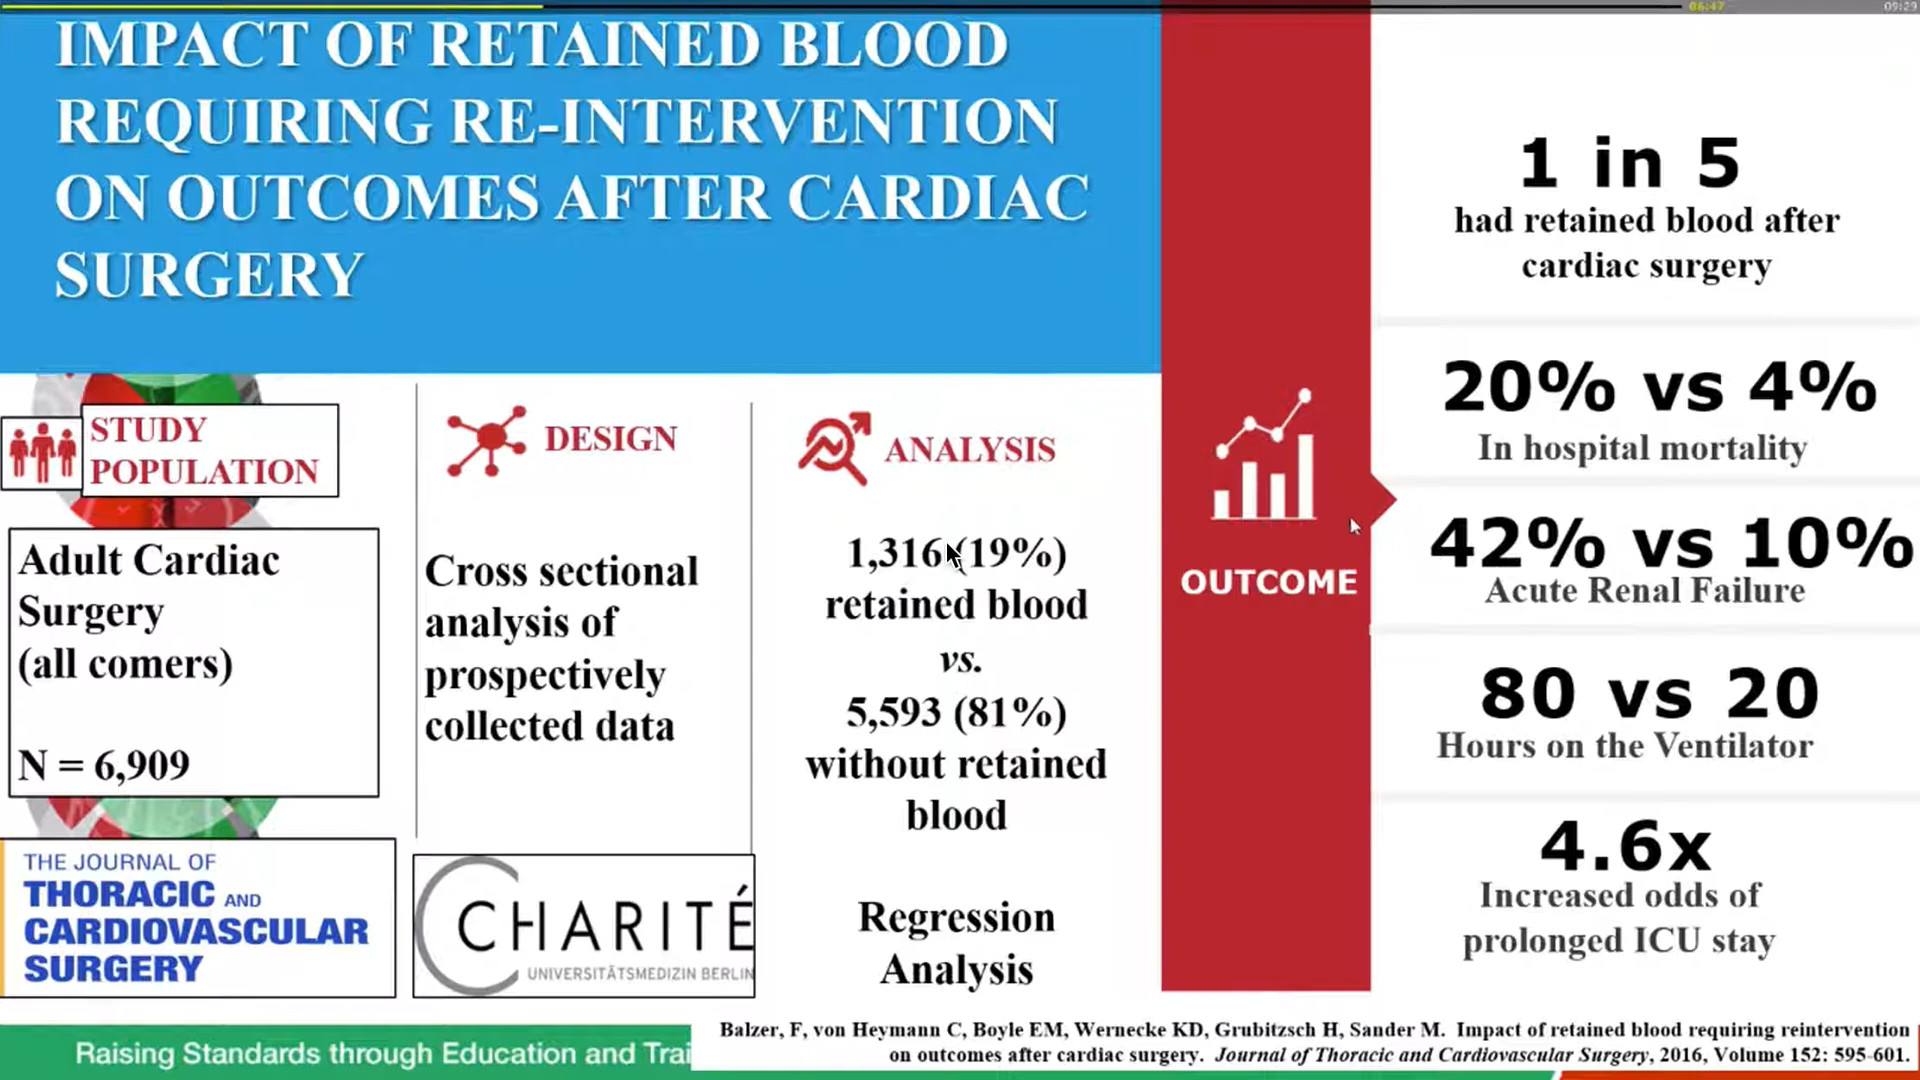 06:47
09:29
IMPACT OF RETAINED BLOOD
REQUIRING RE-INTERVENTION
ON OUTCOMES AFTER CARDIAC
SURGERY
STUDY
POPULATION
Adult Cardiac
Surgery
(all comers)
N = 6,909
DESIGN
Cross sectional
analysis of
prospectively
collected data
ANALYSIS
1,316 (19%)
retained blood
vs.
5,593 (81%)
without retained
blood
Regression
Analysis
OUTCOME
1 in 5
had retained blood after
cardiac surgery
20% vs 4%
In hospital mortality
42% vs 10%
Acute Renal Failure
80 vs 20
Hours on the Ventilator
4.6x
Increased odds of
prolonged ICU stay
THE JOURNAL OF
THORACIC AND
CARDIOVASCULAR
SURGERY
CHARITÉ
UNIVERSITÄTSMEDIZIN BERLIN
Raising Standards through Education and Trai
Balzer, F, von Heymann C, Boyle EM, Wernecke KD, Grubitzsch H, Sander M. Impact of retained blood requiring reintervention
on outcomes after cardiac surgery. Journal of Thoracic and Cardiovascular Surgery, 2016, Volume 152: 595-601.